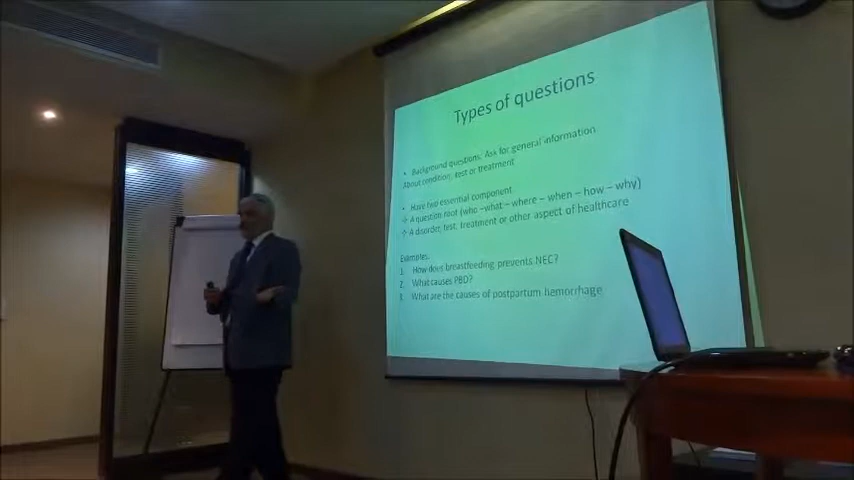 Types of questions
• Background questions: Ask for general information
About condition, test or treatment
• Have two essential component
A question root (who –what – where – when – how – why)
A disorder, test, treatment or other aspect of healthcare
Examples:
1. How does breastfeeding prevents NEC?
2. What causes PBD?
3. What are the causes of postpartum hemorrhage